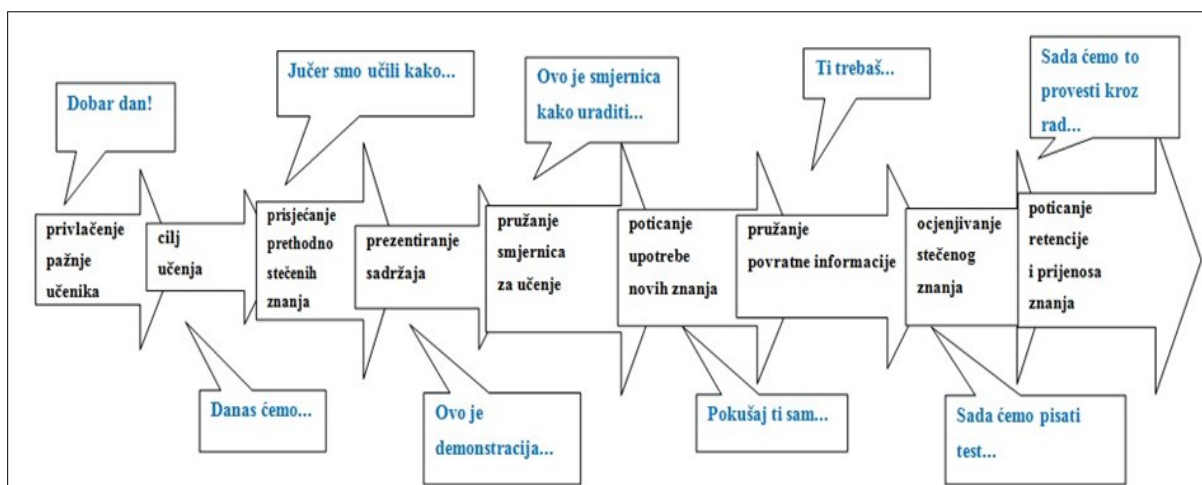 Dobar dan!
Jučer smo učili kako...
Ovo je smjernica
kako uraditi...
Ti trebaš...
Sada ćemo to
provesti kroz
rad...
privlačenje
pažnje
učenika
cilj
učenja
prisjećanje
prethodno
stečenih
znanja
prezentiranje
sadržaja
pružanje
smjernica
za učenje
poticanje
upotrebe
novih znanja
pružanje
povratne informacije
ocjenjivanje
stečenog
znanja
poticanje
retencije
i prijenosa
znanja
Danas ćemo...
Ovo je
demonstracija...
Pokušaj ti sam...
Sada ćemo pisati
test...